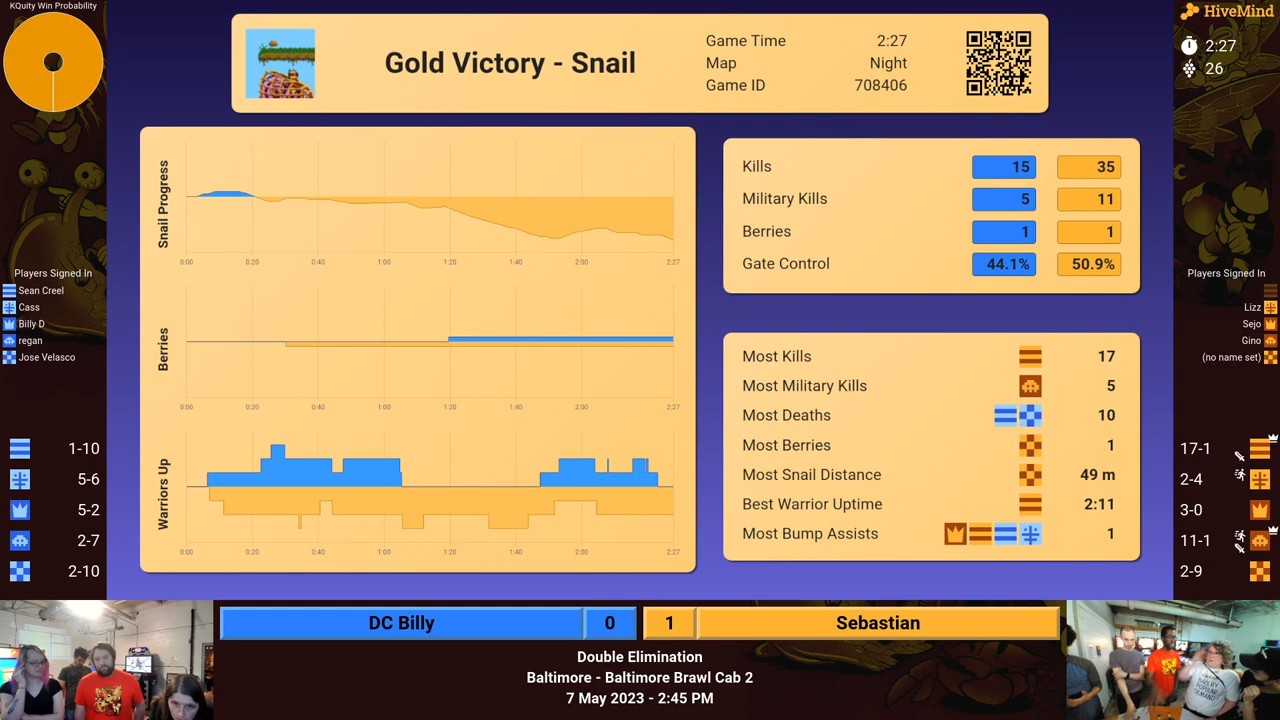 KQuity Win Probability
Players Signed In
Sean Creel
Cass
Billy D
regan
Jose Velasco
1-10
5-6
5-2
2-7
2-10
Gold Victory - Snail
Game Time 2:27
Map Night
Game ID 708406
Snail Progress
0:00 0:20 0:40 1:00 1:20 1:40 2:00 2:27
Berries
0:00 0:20 0:40 1:00 1:20 1:40 2:00 2:27
Warriors Up
0:00 0:20 0:40 1:00 1:20 1:40 2:00 2:27
Kills 15 35
Military Kills 5 11
Berries 1 1
Gate Control 44.1% 50.9%
Most Kills 17
Most Military Kills 5
Most Deaths 10
Most Berries 1
Most Snail Distance 49 m
Best Warrior Uptime 2:11
Most Bump Assists 1
HiveMind
2:27
26
Players Signed In
Lizz
Sejo
Gino
(no name set)
17-1
2-4
3-0
11-1
2-9
DC Billy 0 1 Sebastian
Double Elimination
Baltimore - Baltimore Brawl Cab 2
7 May 2023 - 2:45 PM